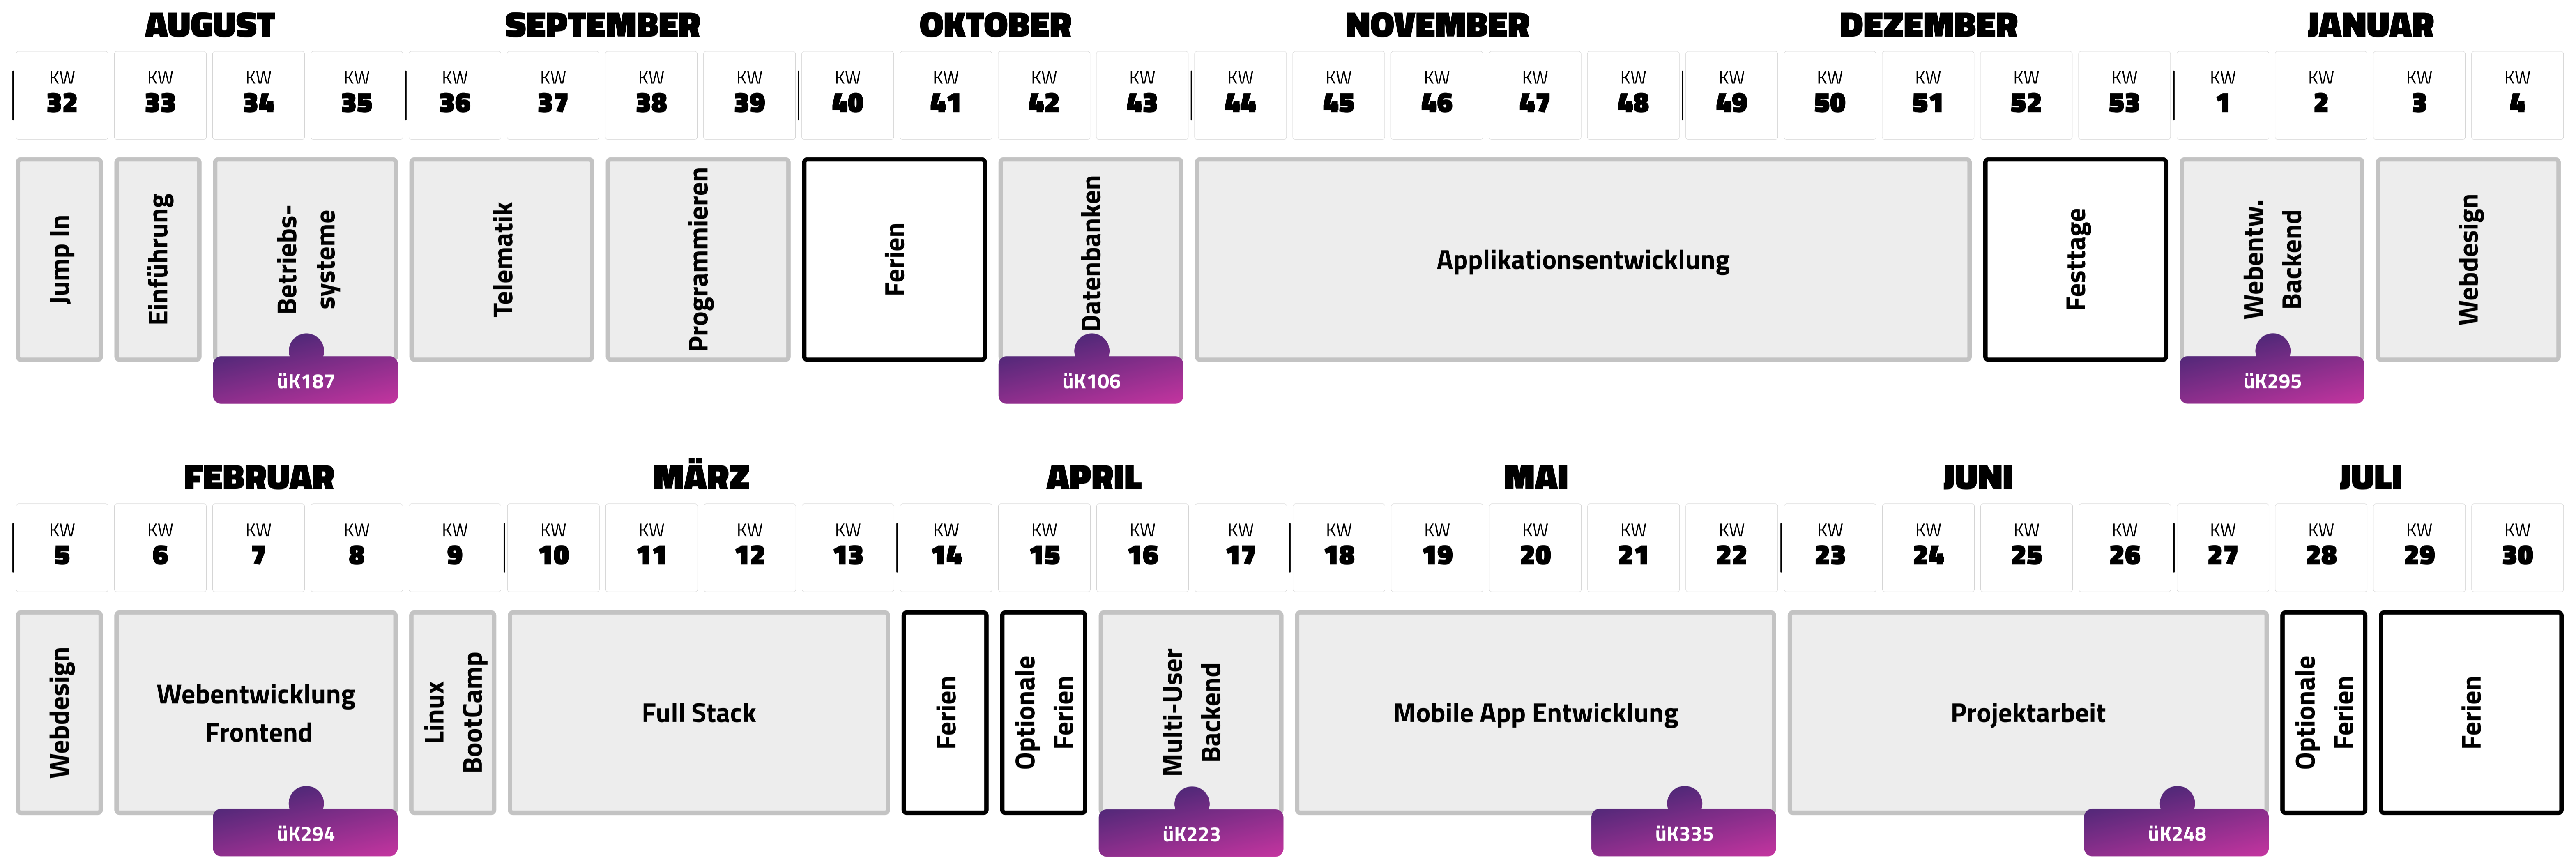 AUGUST SEPTEMBER OKTOBER NOVEMBER DEZEMBER JANUAR
KW KW KW KW KW KW KW KW KW KW KW KW KW KW KW KW KW KW KW KW KW KW KW KW KW KW
32 33 34 35 36 37 38 39 40 41 42 43 44 45 46 47 48 49 50 51 52 53 1 2 3 4
Jump In
Einführung
Betriebs-
systeme
Telematik
Programmieren
Ferien
Datenbanken
Applikationsentwicklung
Festtage
Webentw.
Backend
Webdesign
üK187 üK106 üK295
FEBRUAR MÄRZ APRIL MAI JUNI JULI
KW KW KW KW KW KW KW KW KW KW KW KW KW KW KW KW KW KW KW KW KW KW KW KW KW KW
5 6 7 8 9 10 11 12 13 14 15 16 17 18 19 20 21 22 23 24 25 26 27 28 29 30
Webdesign
Webentwicklung
Frontend
Linux
BootCamp
Full Stack
Ferien
Optionale
Ferien
Multi-User
Backend
Mobile App Entwicklung
Projektarbeit
Optionale
Ferien
Ferien
üK294 üK223 üK335 üK248